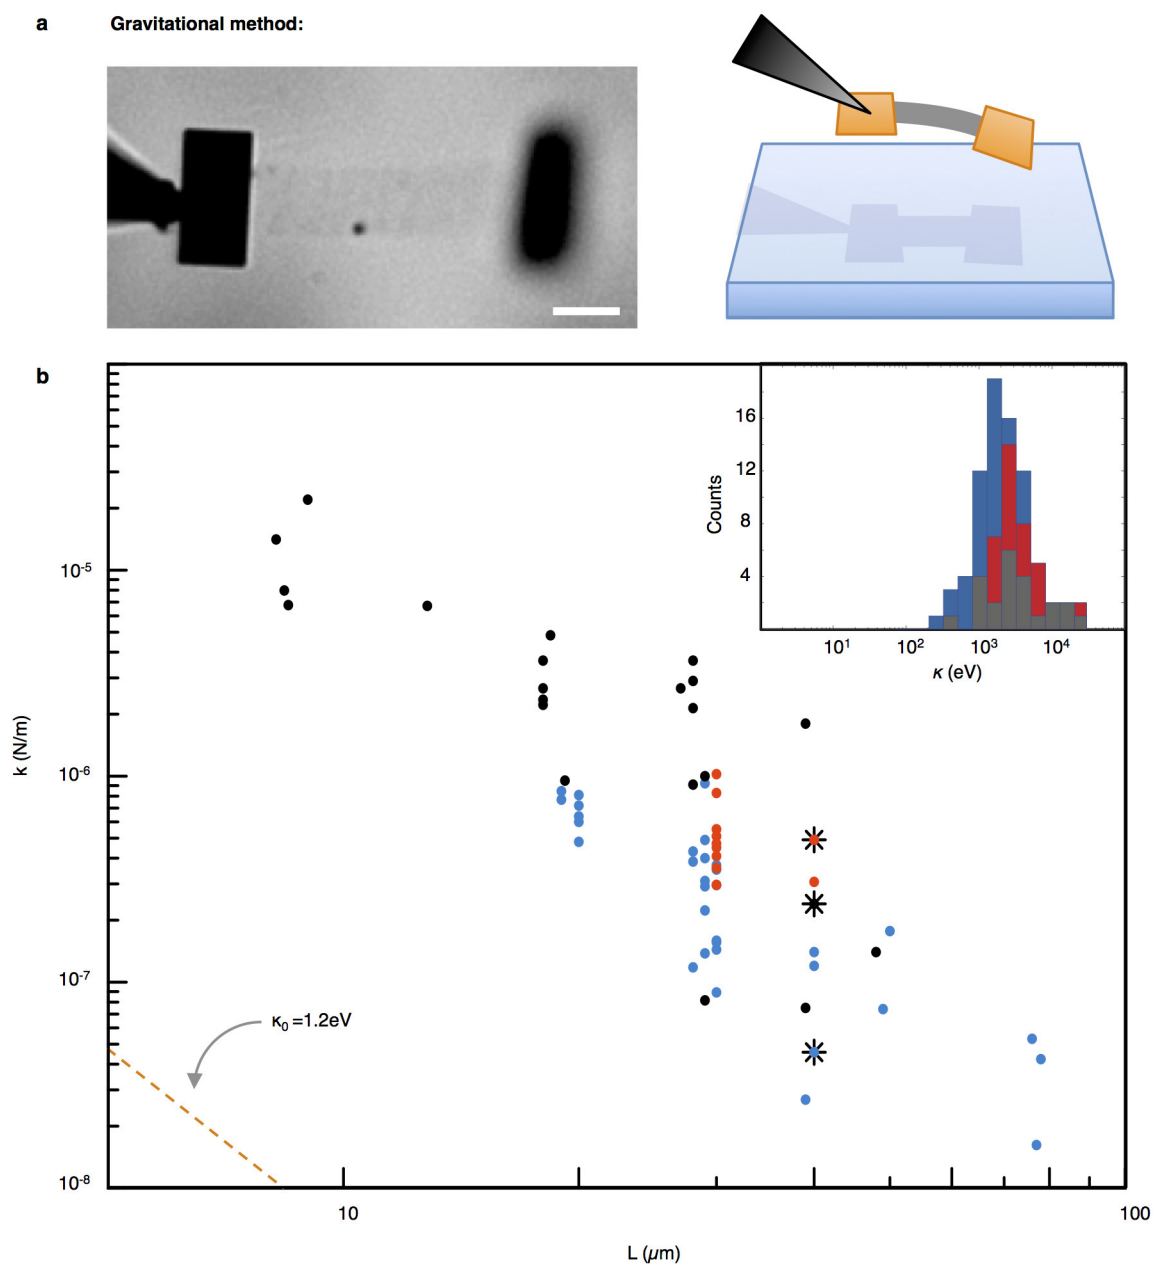 a
Gravitational method:
b
16
12
8
4
Counts
10¹ 10² 10³ 10⁴
κ (eV)
10⁻⁵
10⁻⁶
10⁻⁷
10⁻⁸
k (N/m)
κ₀ =1.2eV
10 100
L (µm)